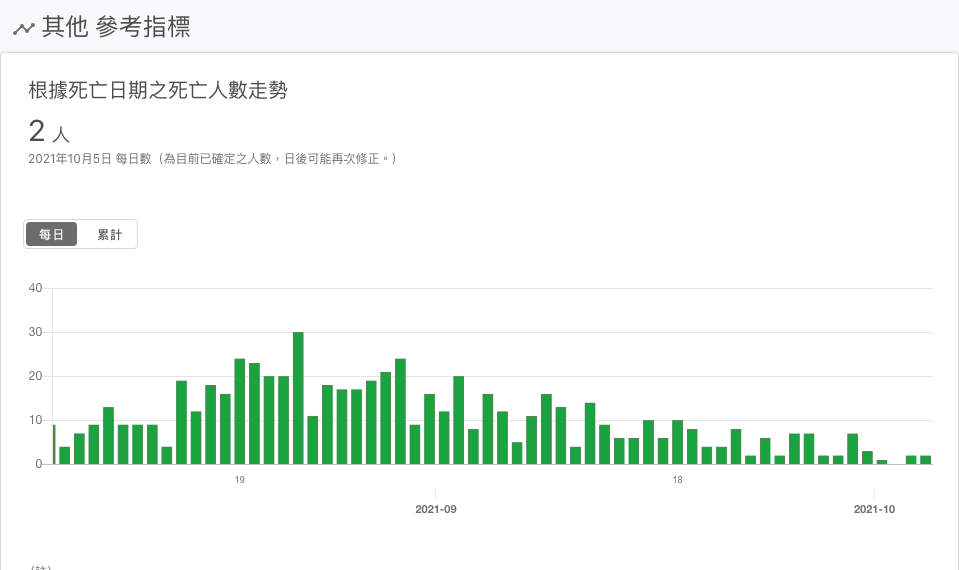 其他 參考指標
根據死亡日期之死亡人數走勢
2 人
2021年10月5日 每日數（為目前已確定之人數，日後可能再次修正。）
每日 累計
40
30
20
10
0
19 18
2021-09 2021-10